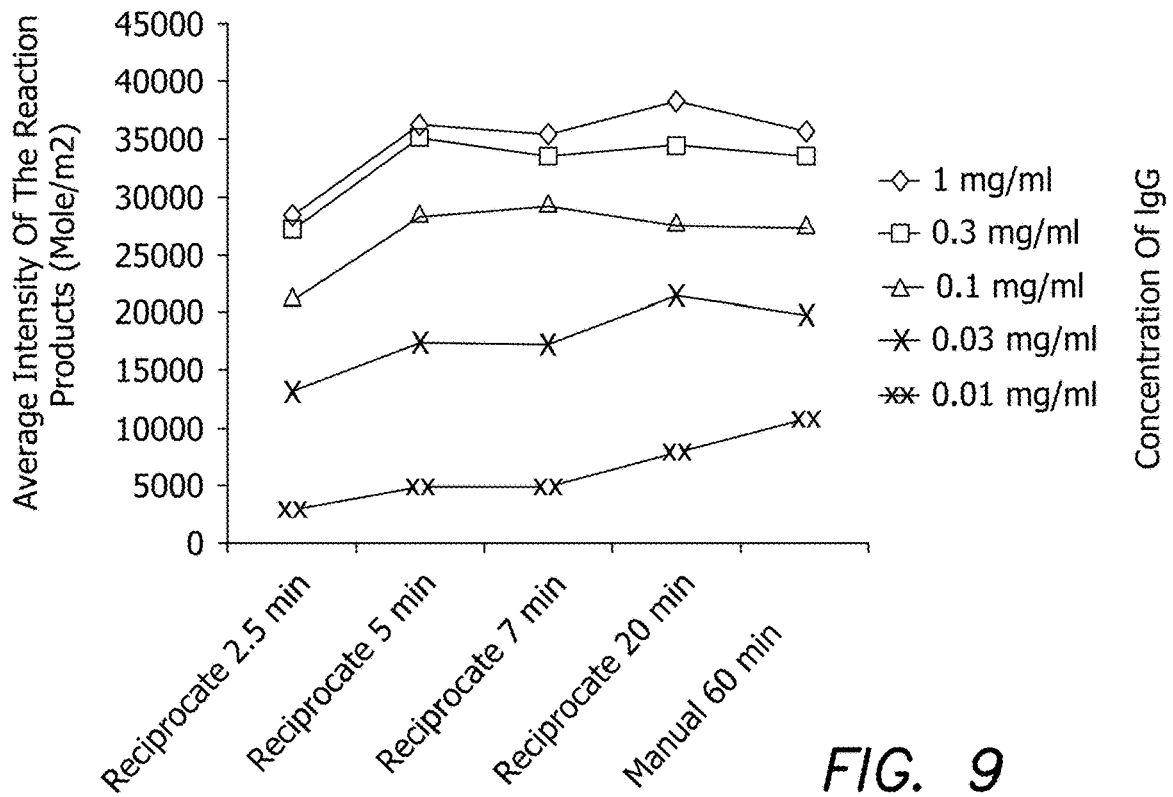 Average Intensity Of The Reaction
Products (Mole/m2)
45000
40000
35000
30000
25000
20000
15000
10000
5000
0
Reciprocate 2.5 min
Reciprocate 5 min
Reciprocate 7 min
Reciprocate 20 min
Manual 60 min
1 mg/ml
0.3 mg/ml
0.1 mg/ml
0.03 mg/ml
0.01 mg/ml
Concentration Of IgG
FIG. 9